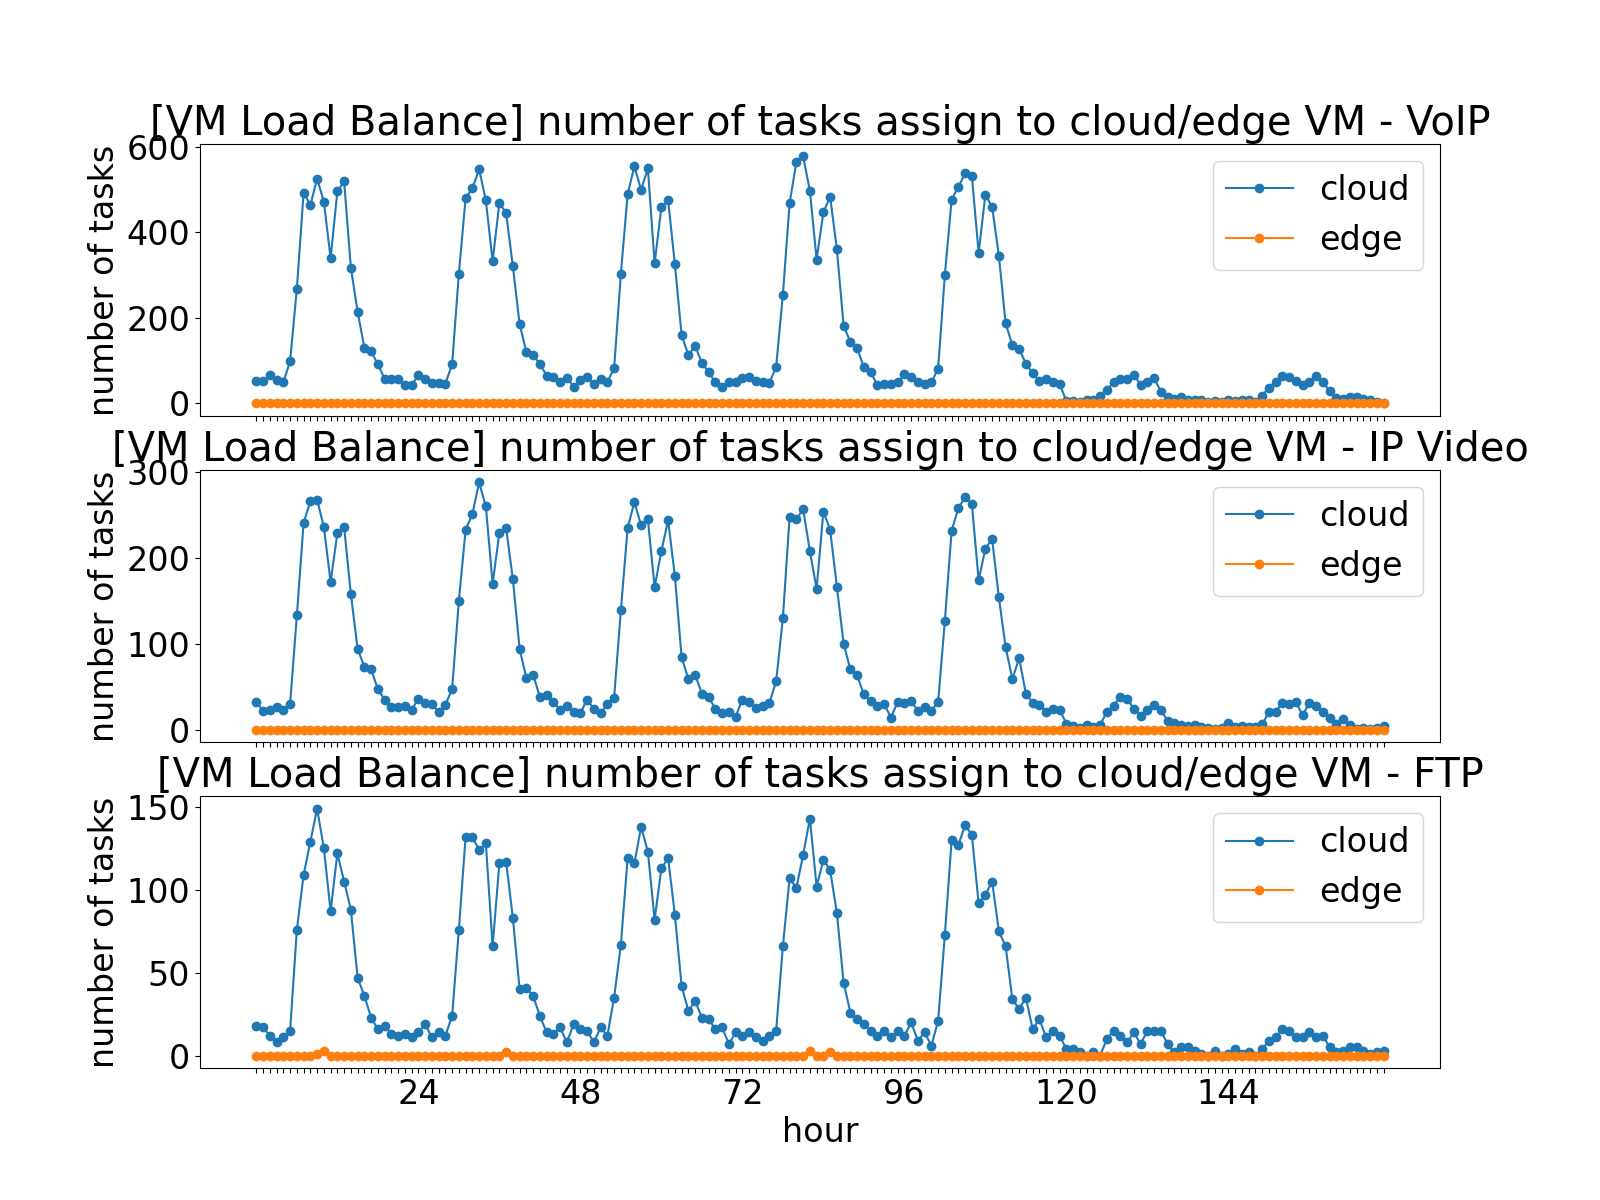 [VM Load Balance] number of tasks assign to cloud/edge VM - VoIP
600
400
200
0
number of tasks
cloud
edge
[VM Load Balance] number of tasks assign to cloud/edge VM - IP Video
300
200
100
0
number of tasks
cloud
edge
[VM Load Balance] number of tasks assign to cloud/edge VM - FTP
150
100
50
0
number of tasks
cloud
edge
24 48 72 96 120 144
hour